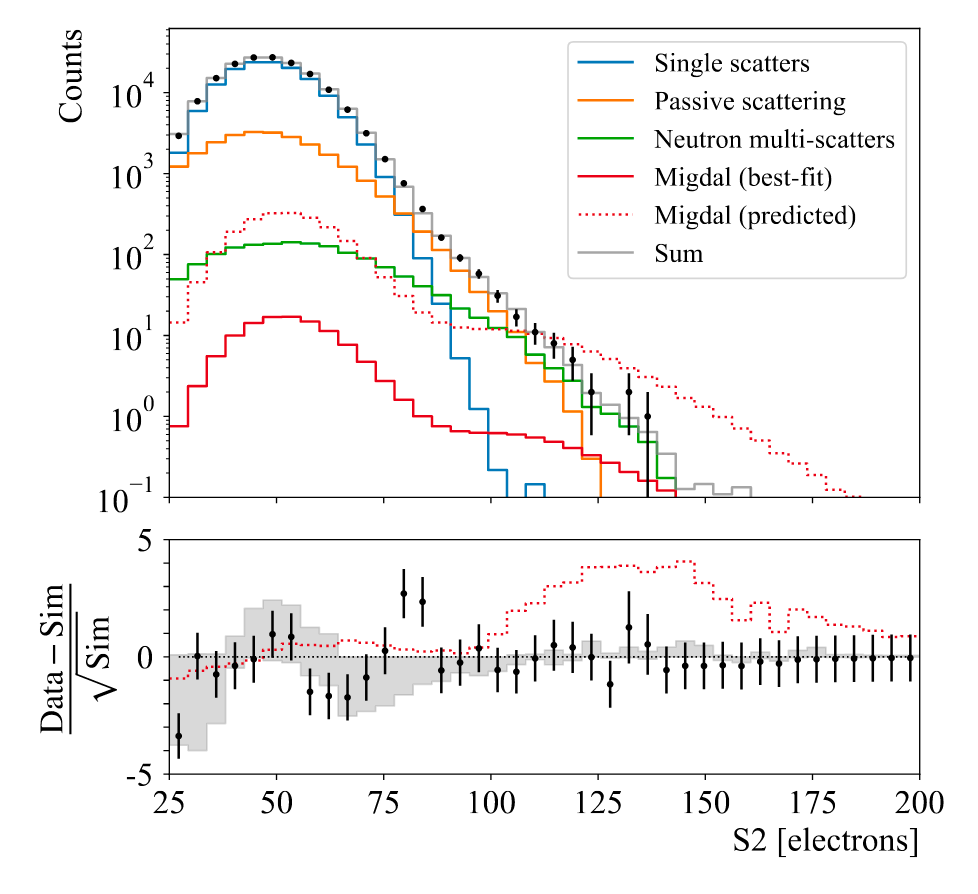 Counts
10^4
10^3
10^2
10^1
10^0
10^−1
Single scatters
Passive scattering
Neutron multi-scatters
Migdal (best-fit)
Migdal (predicted)
Sum
Data − Sim
√Sim
5
0
-5
25 50 75 100 125 150 175 200
S2 [electrons]